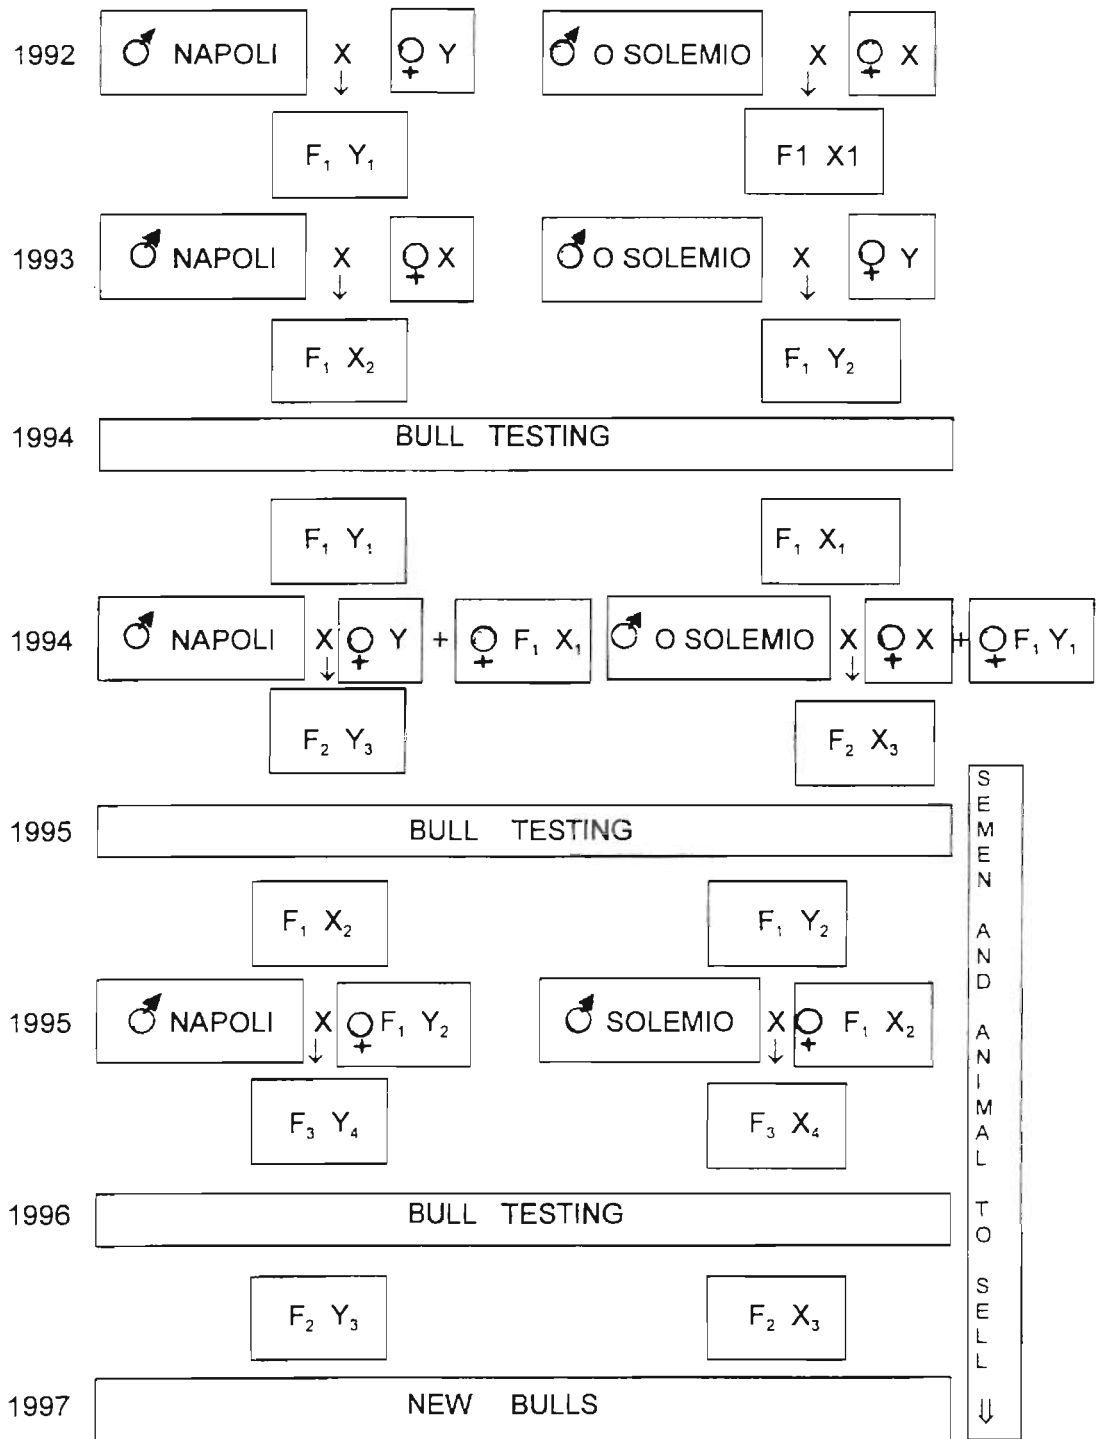 1992 ♂ NAPOLI X ♀ Y ♂ O SOLEMIO X ♀ X
↓ ↓
F₁ Y₁ F1 X1
1993 ♂ NAPOLI X ♀ X ♂ O SOLEMIO X ♀ Y
↓ ↓
F₁ X₂ F₁ Y₂
1994 BULL TESTING
F₁ Y₁ F₁ X₁
1994 ♂ NAPOLI X ♀ Y + ♀ F₁ X₁ ♂ O SOLEMIO X ♀ X + ♀ F₁ Y₁
↓ ↓
F₂ Y₃ F₂ X₃
1995 BULL TESTING
F₁ X₂ F₁ Y₂
1995 ♂ NAPOLI X ♀ F₁ Y₂ ♂ SOLEMIO X ♀ F₁ X₂
↓ ↓
F₃ Y₄ F₃ X₄
1996 BULL TESTING
F₂ Y₃ F₂ X₃
1997 NEW BULLS
SEMEN AND ANIMAL TO SELL ⇓